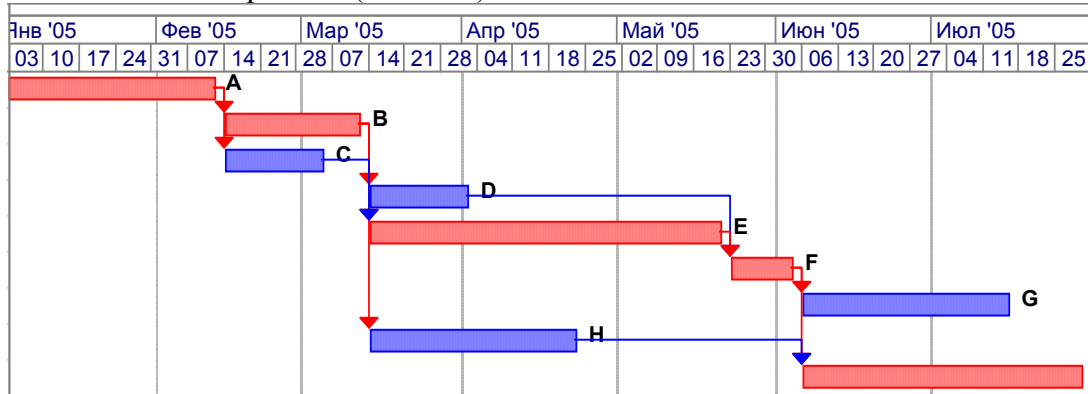 Янв '05 Фев '05 Мар '05 Апр '05 Май '05 Июн '05 Июл '05
03 10 17 24 31 07 14 21 28 07 14 21 28 04 11 18 25 02 09 16 23 30 06 13 20 27 04 11 18 25
A
B
C
D
E
F
G
H